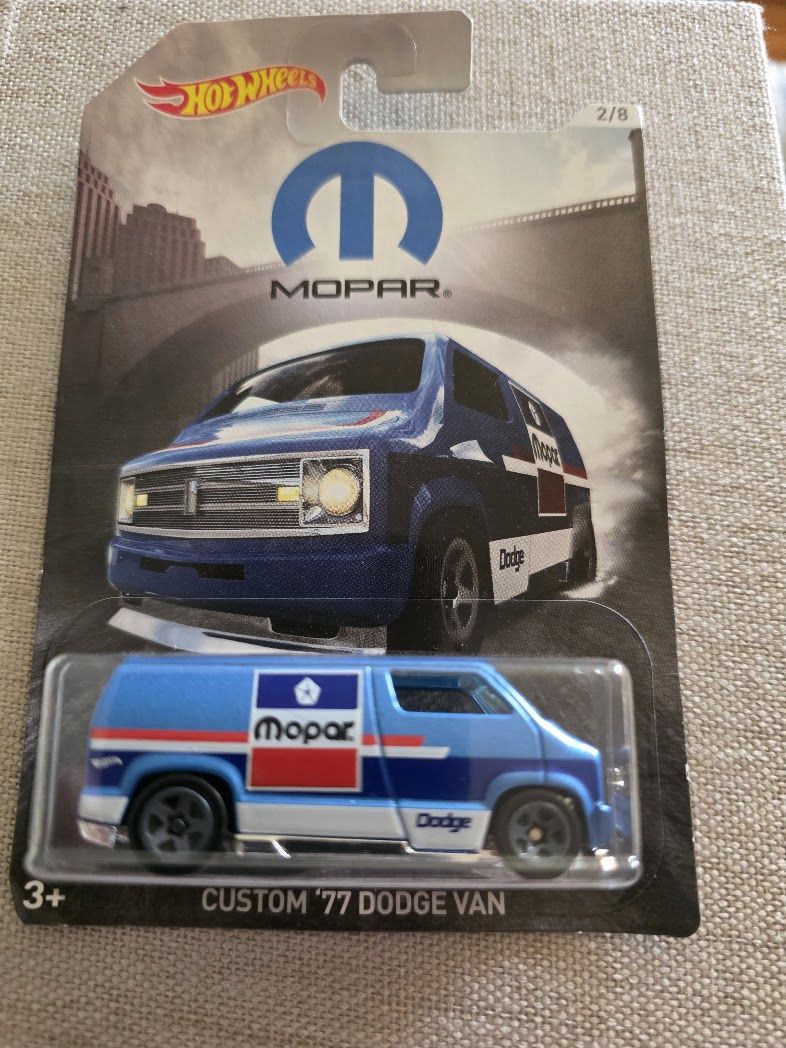 HOT WHEELS
2/8
MOPAR®
Mopar
Dodge
Mopar
Dodge
3+
CUSTOM '77 DODGE VAN